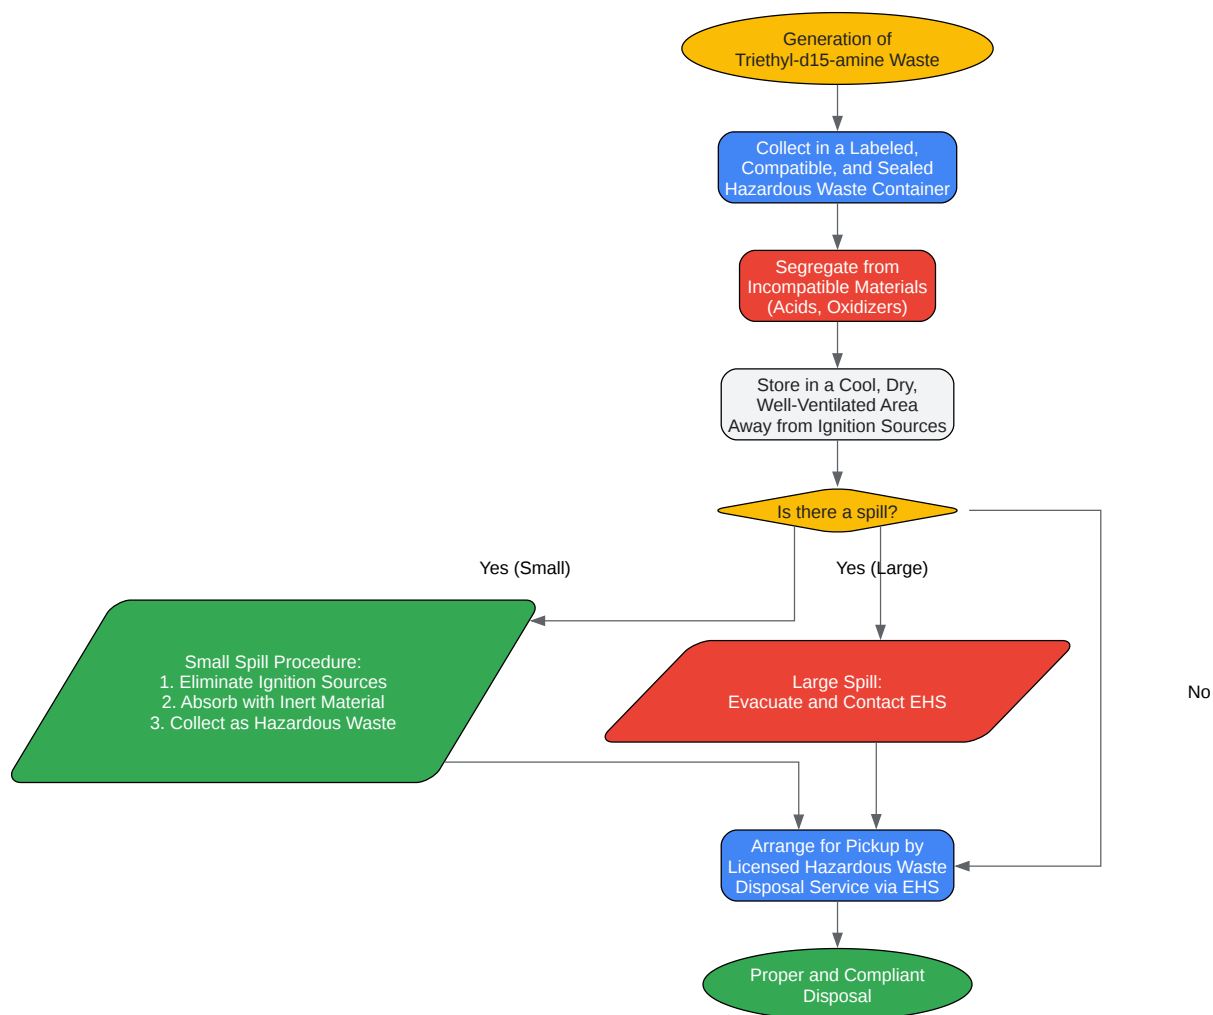 Generation of
Triethyl-d15-amine Waste
Collect in a Labeled,
Compatible, and Sealed
Hazardous Waste Container
Segregate from
Incompatible Materials
(Acids, Oxidizers)
Store in a Cool, Dry,
Well-Ventilated Area
Away from Ignition Sources
Is there a spill?
Yes (Small)
Yes (Large)
Small Spill Procedure:
1. Eliminate Ignition Sources
2. Absorb with Inert Material
3. Collect as Hazardous Waste
Large Spill:
Evacuate and Contact EHS
No
Arrange for Pickup by
Licensed Hazardous Waste
Disposal Service via EHS
Proper and Compliant
Disposal